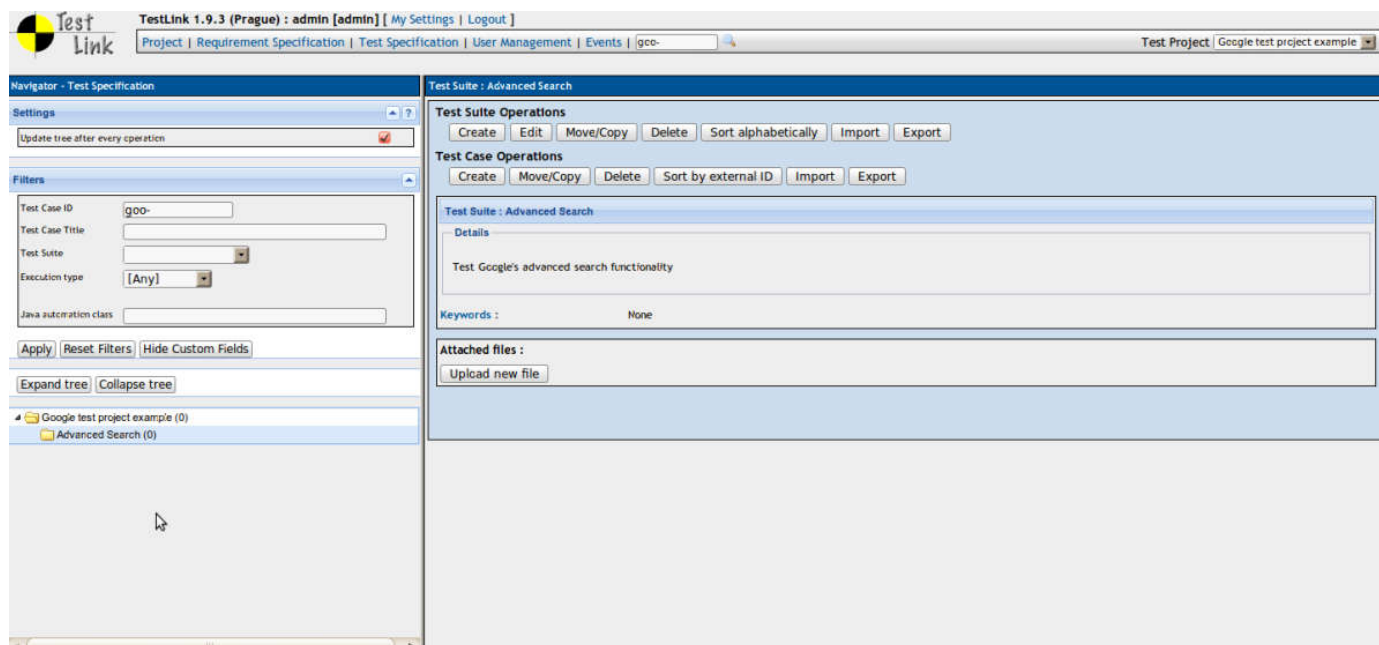 Test Link
TestLink 1.9.3 (Prague) : admin [admin] [ My Settings | Logout ]
Project | Requirement Specification | Test Specification | User Management | Events | goo-
Test Project Google test project example
Navigator - Test Specification
Settings
?
Update tree after every operation
Filters
Test Case ID goo-
Test Case Title
Test Suite
Execution type [Any]
Java automation class
Apply Reset Filters Hide Custom Fields
Expand tree Collapse tree
Google test project example (0)
Advanced Search (0)
Test Suite : Advanced Search
Test Suite Operations
Create Edit Move/Copy Delete Sort alphabetically Import Export
Test Case Operations
Create Move/Copy Delete Sort by external ID Import Export
Test Suite : Advanced Search
Details
Test Google's advanced search functionality
Keywords : None
Attached files :
Upload new file